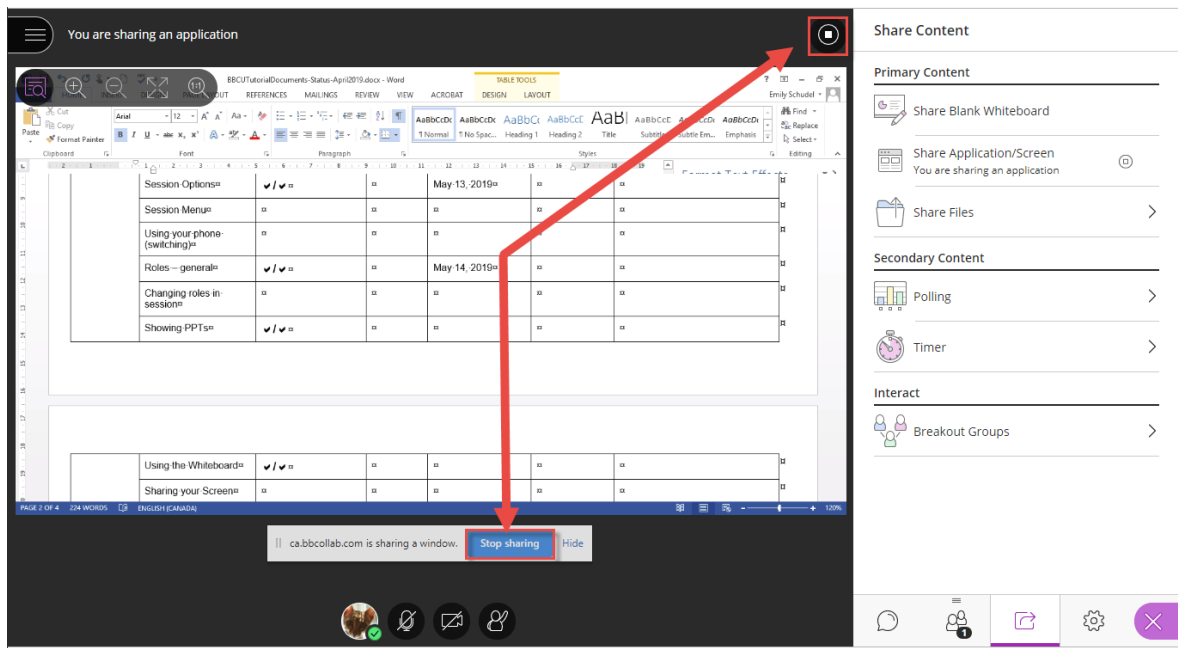 You are sharing an application
BBCUTutorialDocuments-Status-April2019.docx - Word
TABLE TOOLS
REFERENCES MAILINGS REVIEW VIEW ACROBAT DESIGN LAYOUT
Emily Schudel
Cut
Copy
Format Painter
Paste
Arial 12
AaBbCcDc AaBbCcDc AaBbCc AaBbCcC AaBl AaBbCcE AaBbCcDc
1 Normal 1 No Spac... Heading 1 Heading 2 Title Subtitle Subtle Em... Emphasis
Find
Replace
Select
Clipboard Font Paragraph Styles Editing
Session·Options¤ ✔/✔¤ ¤ May·13,·2019¤ ¤ ¤
Session·Menu¤ ¤ ¤ ¤ ¤ ¤
Using·your·phone·
(switching)¤ ¤ ¤ ¤ ¤
Roles·–·general¤ ✔/✔¤ ¤ May·14,·2019¤ ¤
Changing·roles·in·
session¤ ¤ ¤ ¤ ¤ ¤
Showing·PPTs¤ ✔/✔¤ ¤ ¤ ¤ ¤
Using·the·Whiteboard¤ ✔/✔¤ ¤ ¤ ¤ ¤
Sharing·your·Screen¤ ¤ ¤ ¤ ¤ ¤
PAGE 2 OF 4 224 WORDS ENGLISH (CANADA) 120%
ca.bbcollab.com is sharing a window. Stop sharing Hide
Share Content
Primary Content
Share Blank Whiteboard
Share Application/Screen
You are sharing an application
Share Files
Secondary Content
Polling
Timer
Interact
Breakout Groups
1